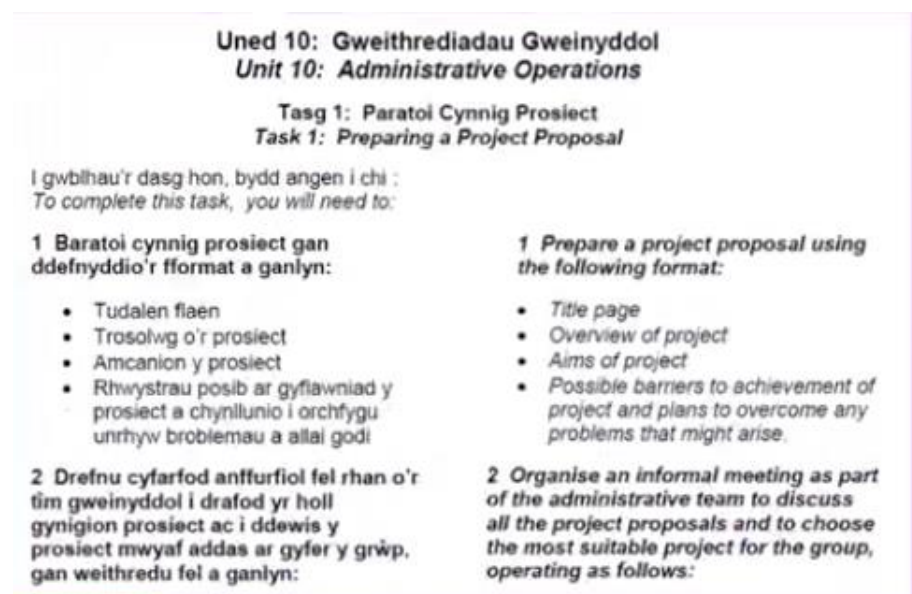 Uned 10: Gweithrediadau Gweinyddol
Unit 10: Administrative Operations
Tasg 1: Paratoi Cynnig Prosiect
Task 1: Preparing a Project Proposal
I gwblhau'r dasg hon, bydd angen i chi :
To complete this task, you will need to:
1 Baratoi cynnig prosiect gan
ddefnyddio'r fformat a ganlyn:
• Tudalen flaen
• Trosolwg o'r prosiect
• Amcanion y prosiect
• Rhwystrau posib ar gyflawniad y
prosiect a chynllunio i orchfygu
unrhyw broblemau a allai godi
2 Drefnu cyfarfod anffurfiol fel rhan o'r
tîm gweinyddol i drafod yr holl
gynigion prosiect ac i ddewis y
prosiect mwyaf addas ar gyfer y grŵp,
gan weithredu fel a ganlyn:
1 Prepare a project proposal using
the following format:
• Title page
• Overview of project
• Aims of project
• Possible barriers to achievement of
project and plans to overcome any
problems that might arise.
2 Organise an informal meeting as part
of the administrative team to discuss
all the project proposals and to choose
the most suitable project for the group,
operating as follows: